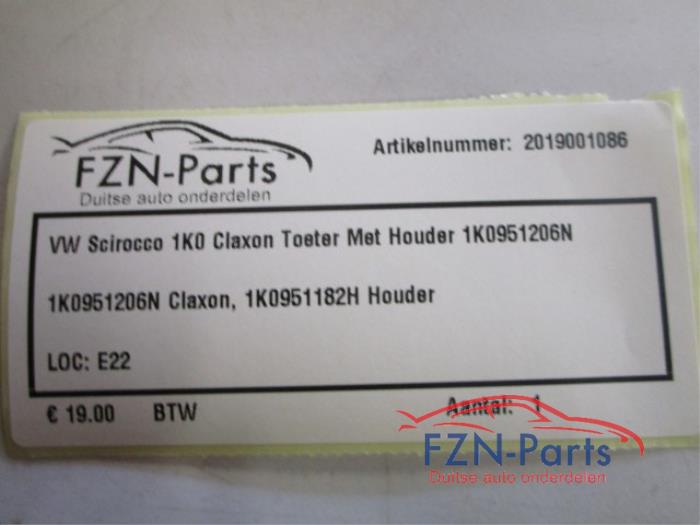 FZN-Parts
Duitse auto onderdelen
Artikelnummer: 2019001086
VW Scirocco 1K0 Claxon Toeter Met Houder 1K0951206N
1K0951206N Claxon, 1K0951182H Houder
LOC: E22
€ 19.00 BTW
Aantal: 1
FZN-Parts
Duitse auto onderdelen